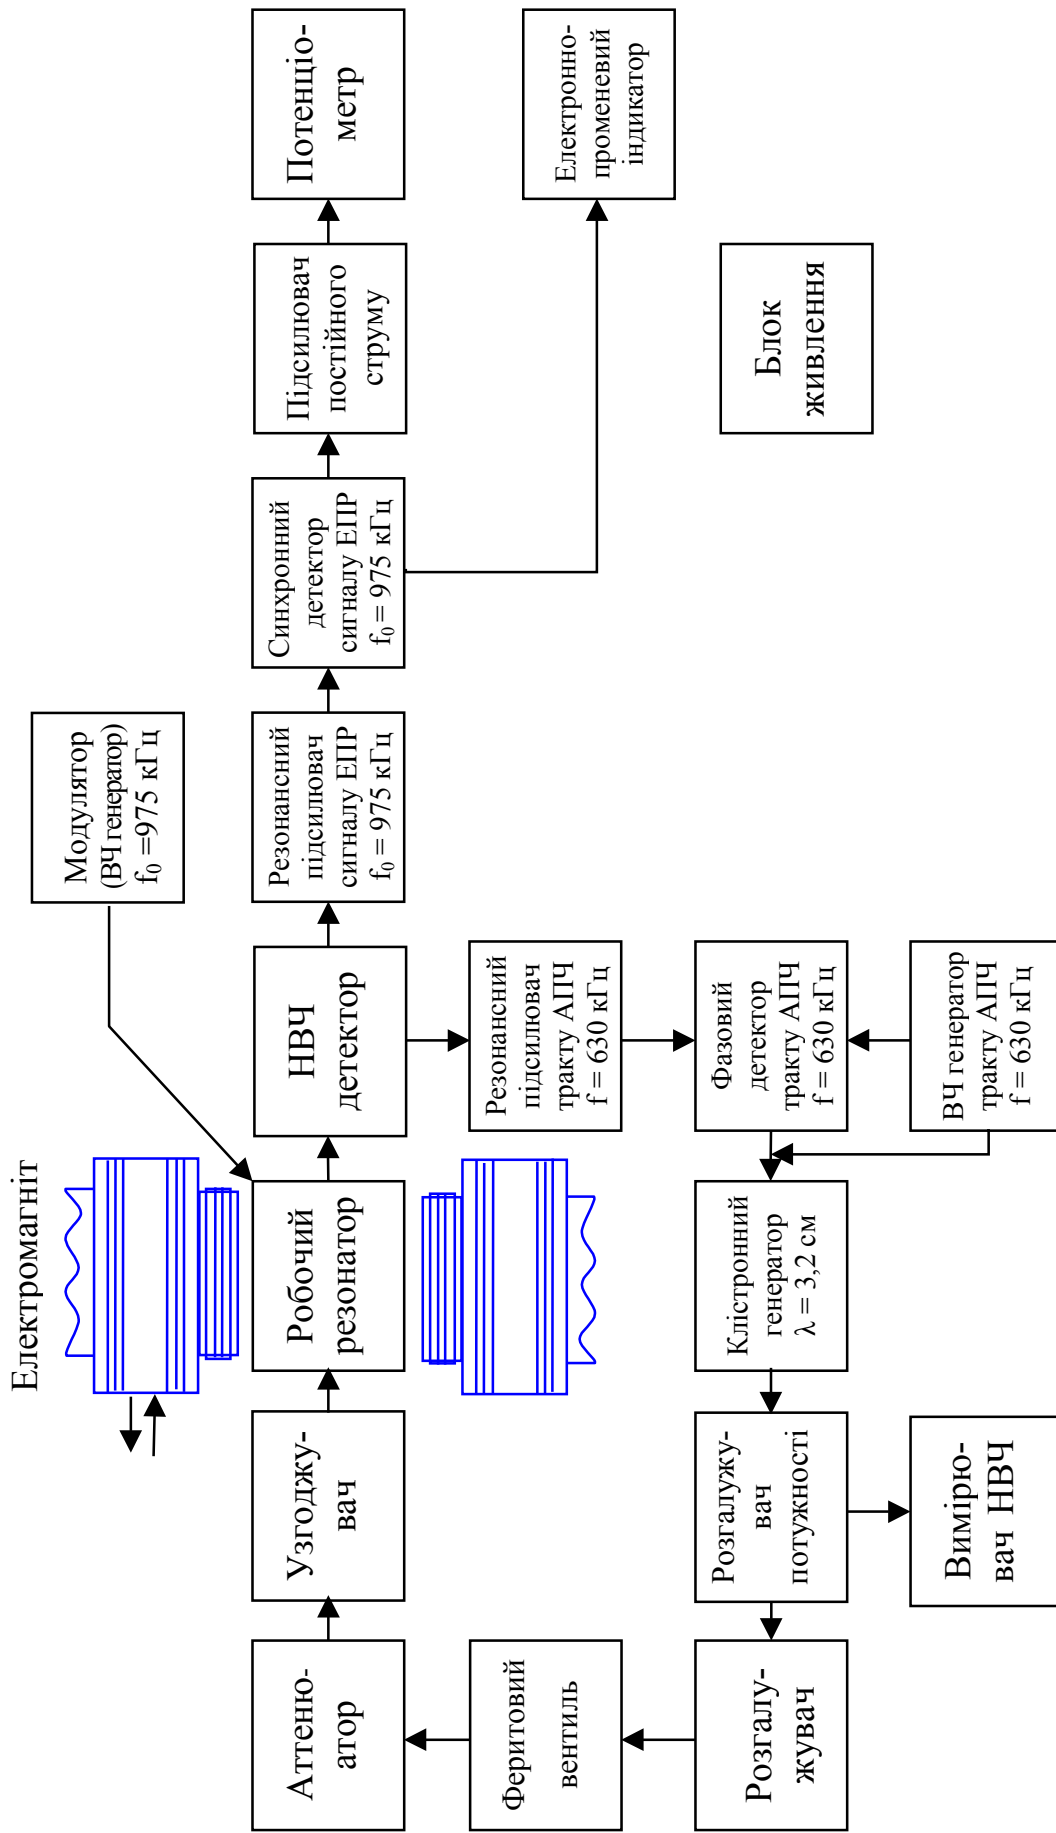 Електромагніт
Модулятор
(ВЧ генератор)
f₀ =975 кГц
Аттеню-
атор
Узгоджу-
вач
Робочий
резонатор
НВЧ
детектор
Резонансний
підсилювач
сигналу ЕПР
f₀ = 975 кГц
Синхронний
детектор
сигналу ЕПР
f₀ = 975 кГц
Підсилювач
постійного
струму
Потенціо-
метр
Феритовий
вентиль
Резонансний
підсилювач
тракту АПЧ
f = 630 кГц
Електронно-
променевий
індикатор
Розгалу-
жувач
Розгалужу-
вач
потужності
Клістронний
генератор
λ = 3,2 см
Фазовий
детектор
тракту АПЧ
f = 630 кГц
Блок
живлення
Вимірю-
вач НВЧ
ВЧ генератор
тракту АПЧ
f = 630 кГц